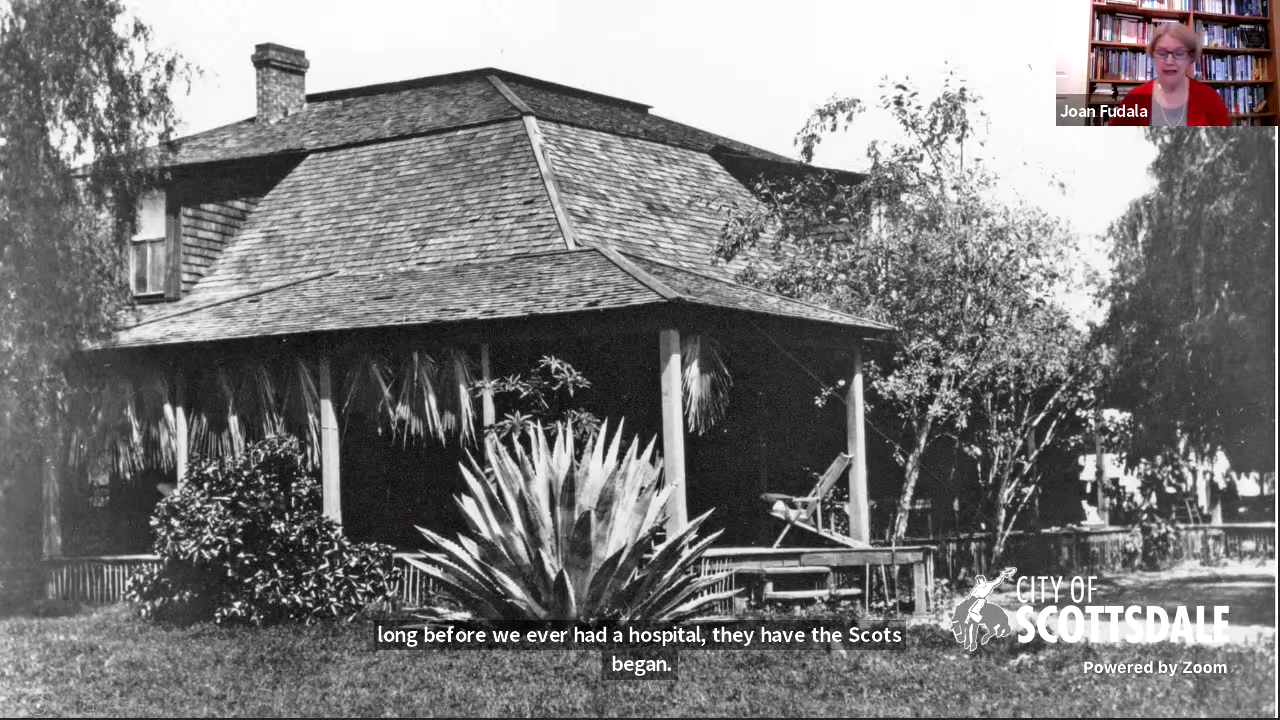 Joan Fudala
CITY OF
SCOTTSDALE
long before we ever had a hospital, they have the Scots
began.
Powered by Zoom